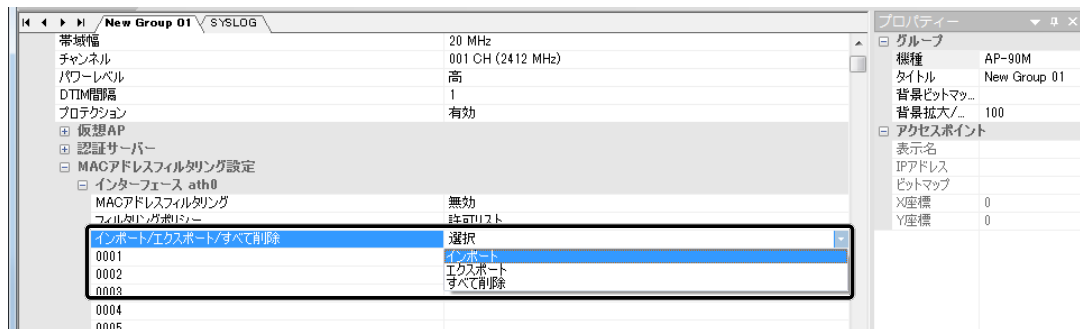 New Group 01 SYSLOG
帯域幅 20 MHz
チャンネル 001 CH (2412 MHz)
パワーレベル 高
DTIM間隔 1
プロテクション 有効
仮想AP
認証サーバー
MACアドレスフィルタリング設定
インターフェース ath0
MACアドレスフィルタリング 無効
フィルタリングポリシー 許可リスト
インポート/エクスポート/すべて削除 選択
0001 インポート
エクスポート
0002 すべて削除
0003
0004
0005
プロパティー
グループ
機種 AP-90M
タイトル New Group 01
背景ビットマッ...
背景拡大/... 100
アクセスポイント
表示名
IPアドレス
ビットマップ
X座標 0
Y座標 0